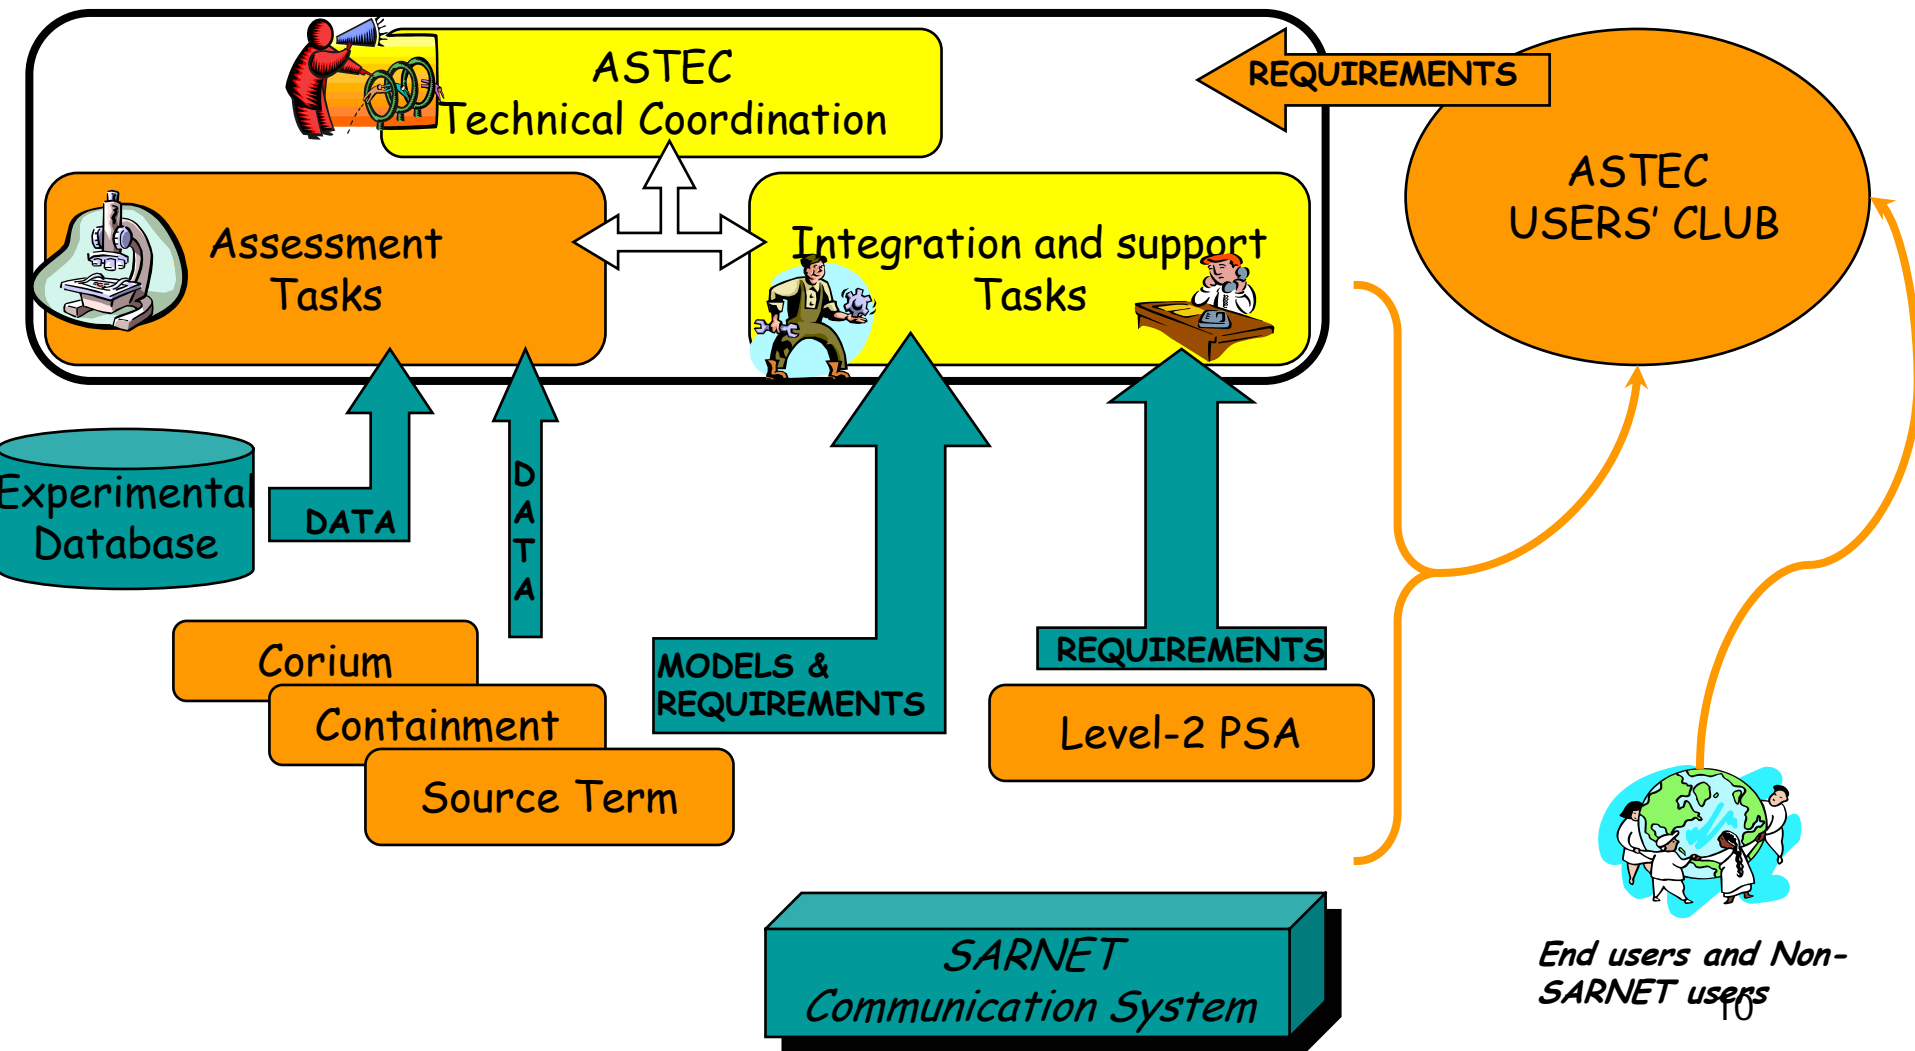 ASTEC
Technical Coordination
REQUIREMENTS
ASTEC
USERS' CLUB
Assessment
Tasks
Integration and support
Tasks
Experimental
Database
DATA
D
A
T
A
Corium
Containment
Source Term
MODELS &
REQUIREMENTS
REQUIREMENTS
Level-2 PSA
SARNET
Communication System
End users and Non-
SARNET users
10